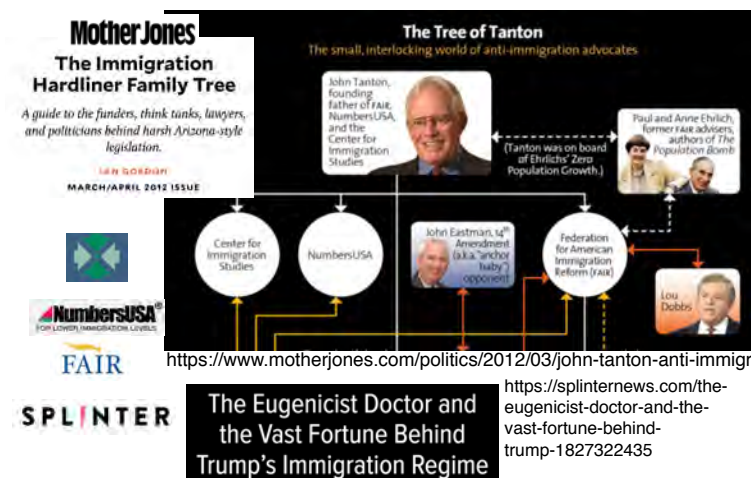 Mother Jones
The Immigration
Hardliner Family Tree
A guide to the funders, think tanks, lawyers,
and politicians behind harsh Arizona-style
legislation.
IAN GORDON
MARCH/APRIL 2012 ISSUE
The Tree of Tanton
The small, interlocking world of anti-immigration advocates
John Tanton,
founding
father of FAIR,
NumbersUSA,
and the
Center for
Immigration
Studies
(Tanton was on board
of Ehrlichs' Zero
Population Growth.)
Paul and Anne Ehrlich,
former FAIR advisers,
authors of The
Population Bomb
Center for
Immigration
Studies
NumbersUSA
John Eastman, 14th
Amendment
(a.k.a. "anchor
baby")
opponent
Federation
for American
Immigration
Reform (FAIR)
Lou
Dobbs
NumbersUSA®
FOR LOWER IMMIGRATION LEVELS
FAIR
SPLINTER
https://www.motherjones.com/politics/2012/03/john-tanton-anti-immigr
The Eugenicist Doctor and
the Vast Fortune Behind
Trump's Immigration Regime
https://splinternews.com/the-
eugenicist-doctor-and-the-
vast-fortune-behind-
trump-1827322435